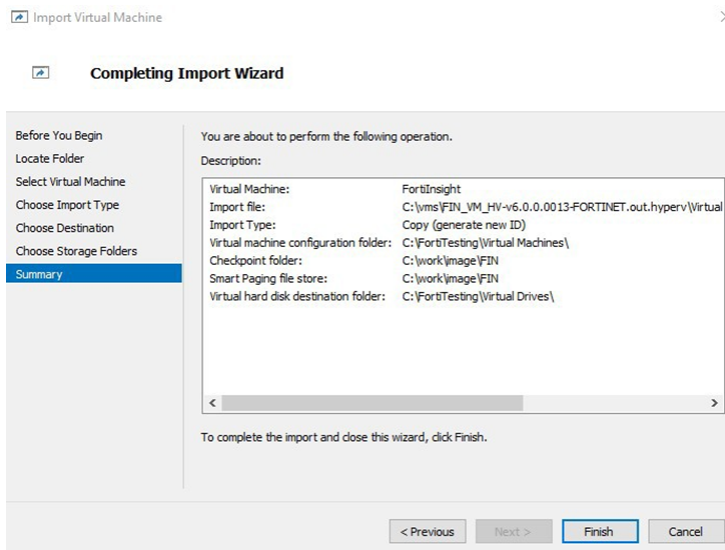 Import Virtual Machine
Completing Import Wizard
Before You Begin
Locate Folder
Select Virtual Machine
Choose Import Type
Choose Destination
Choose Storage Folders
Summary
You are about to perform the following operation.
Description:
Virtual Machine: FortiInsight
Import file: C:\vms\FIN_VM_HV-v6.0.0.0013-FORTINET.out.hyperv\Virtual
Import Type: Copy (generate new ID)
Virtual machine configuration folder: C:\FortiTesting\Virtual Machines\
Checkpoint folder: C:\work\image\FIN
Smart Paging file store: C:\work\image\FIN
Virtual hard disk destination folder: C:\FortiTesting\Virtual Drives\
To complete the import and close this wizard, click Finish.
< Previous Next > Finish Cancel